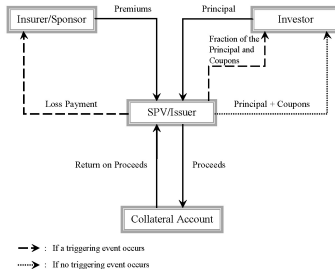 Insurer/Sponsor
Premiums
Principal
Investor
Fraction of the
Principal and
Coupons
Loss Payment
SPV/Issuer
Principal + Coupons
Return on Proceeds
Proceeds
Collateral Account
: If a triggering event occurs
: If no triggering event occurs